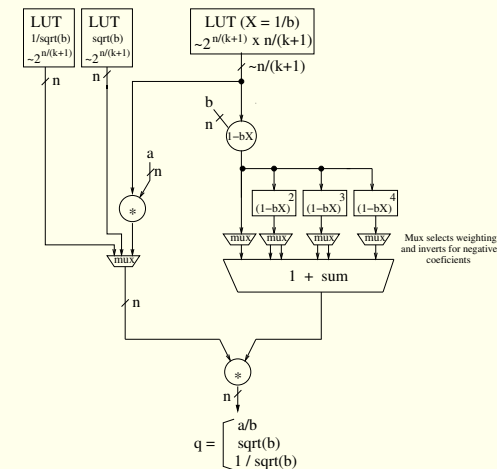 LUT
1/sqrt(b)
~2^n/(k+1)
LUT
sqrt(b)
~2^n/(k+1)
LUT (X = 1/b)
~2^n/(k+1) x n/(k+1)
n
n
~n/(k+1)
b
n
1-bX
a
n
*
2
(1-bX)
3
(1-bX)
4
(1-bX)
mux
mux
mux
mux
mux
Mux selects weighting
and inverts for negative
coeficients
1 + sum
n
*
n
a/b
q = sqrt(b)
1 / sqrt(b)